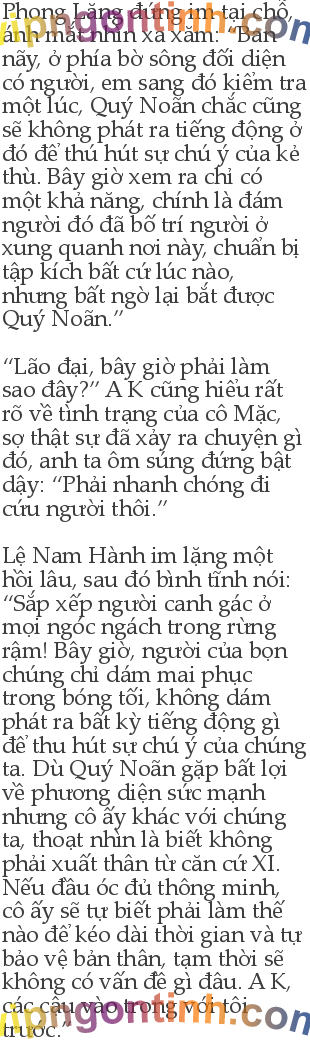 Phong Lăng đứng im tại chỗ,
ánh mắt nhìn xa xăm: “Ban
nãy, ở phía bờ sông đối diện
có người, em sang đó kiểm tra
một lúc, Quý Noãn chắc cũng
sẽ không phát ra tiếng động ở
đó để thú hút sự chú ý của kẻ
thù. Bây giờ xem ra chỉ có
một khả năng, chính là đám
người đó đã bố trí người ở
xung quanh nơi này, chuẩn bị
tập kích bất cứ lúc nào,
nhưng bất ngờ lại bắt được
Quý Noãn.”
“Lão đại, bây giờ phải làm
sao đây?” A K cũng hiểu rất
rõ về tình trạng của cô Mặc,
sợ thật sự đã xảy ra chuyện gì
đó, anh ta ôm súng đứng bật
dậy: “Phải nhanh chóng đi
cứu người thôi.”
Lệ Nam Hành im lặng một
hồi lâu, sau đó bình tĩnh nói:
“Sắp xếp người canh gác ở
mọi ngóc ngách trong rừng
rậm! Bây giờ, người của bọn
chúng chỉ dám mai phục
trong bóng tối, không dám
phát ra bất kỳ tiếng động gì
để thu hút sự chú ý của chúng
ta. Dù Quý Noãn gặp bất lợi
về phương diện sức mạnh
nhưng cô ấy khác với chúng
ta, thoạt nhìn là biết không
phải xuất thân từ căn cứ XI.
Nếu đầu óc đủ thông minh,
cô ấy sẽ tự biết phải làm thế
nào để kéo dài thời gian và tự
bảo vệ bản thân, tạm thời sẽ
không có vấn đề gì đâu. A K,
các cậu vào trong với tôi
trước.”
vipngontinh.com
vipngontinh.com